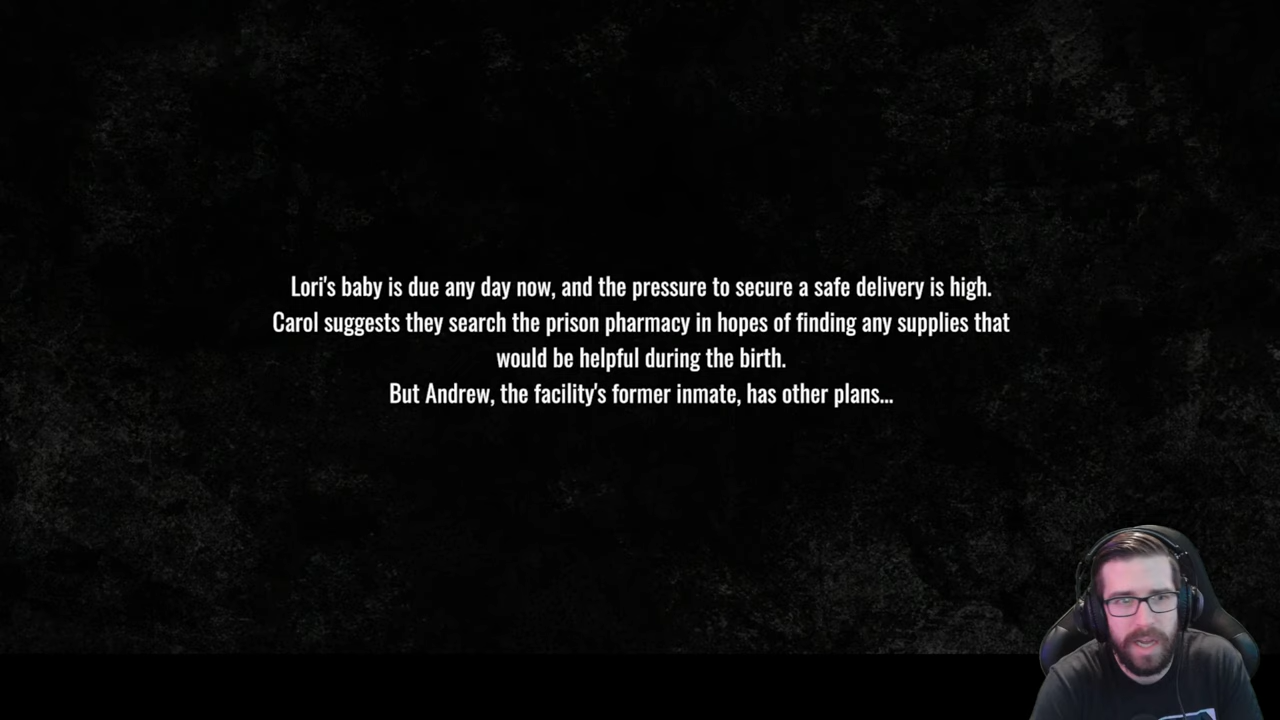 Lori's baby is due any day now, and the pressure to secure a safe delivery is high.
Carol suggests they search the prison pharmacy in hopes of finding any supplies that
would be helpful during the birth.
But Andrew, the facility's former inmate, has other plans...